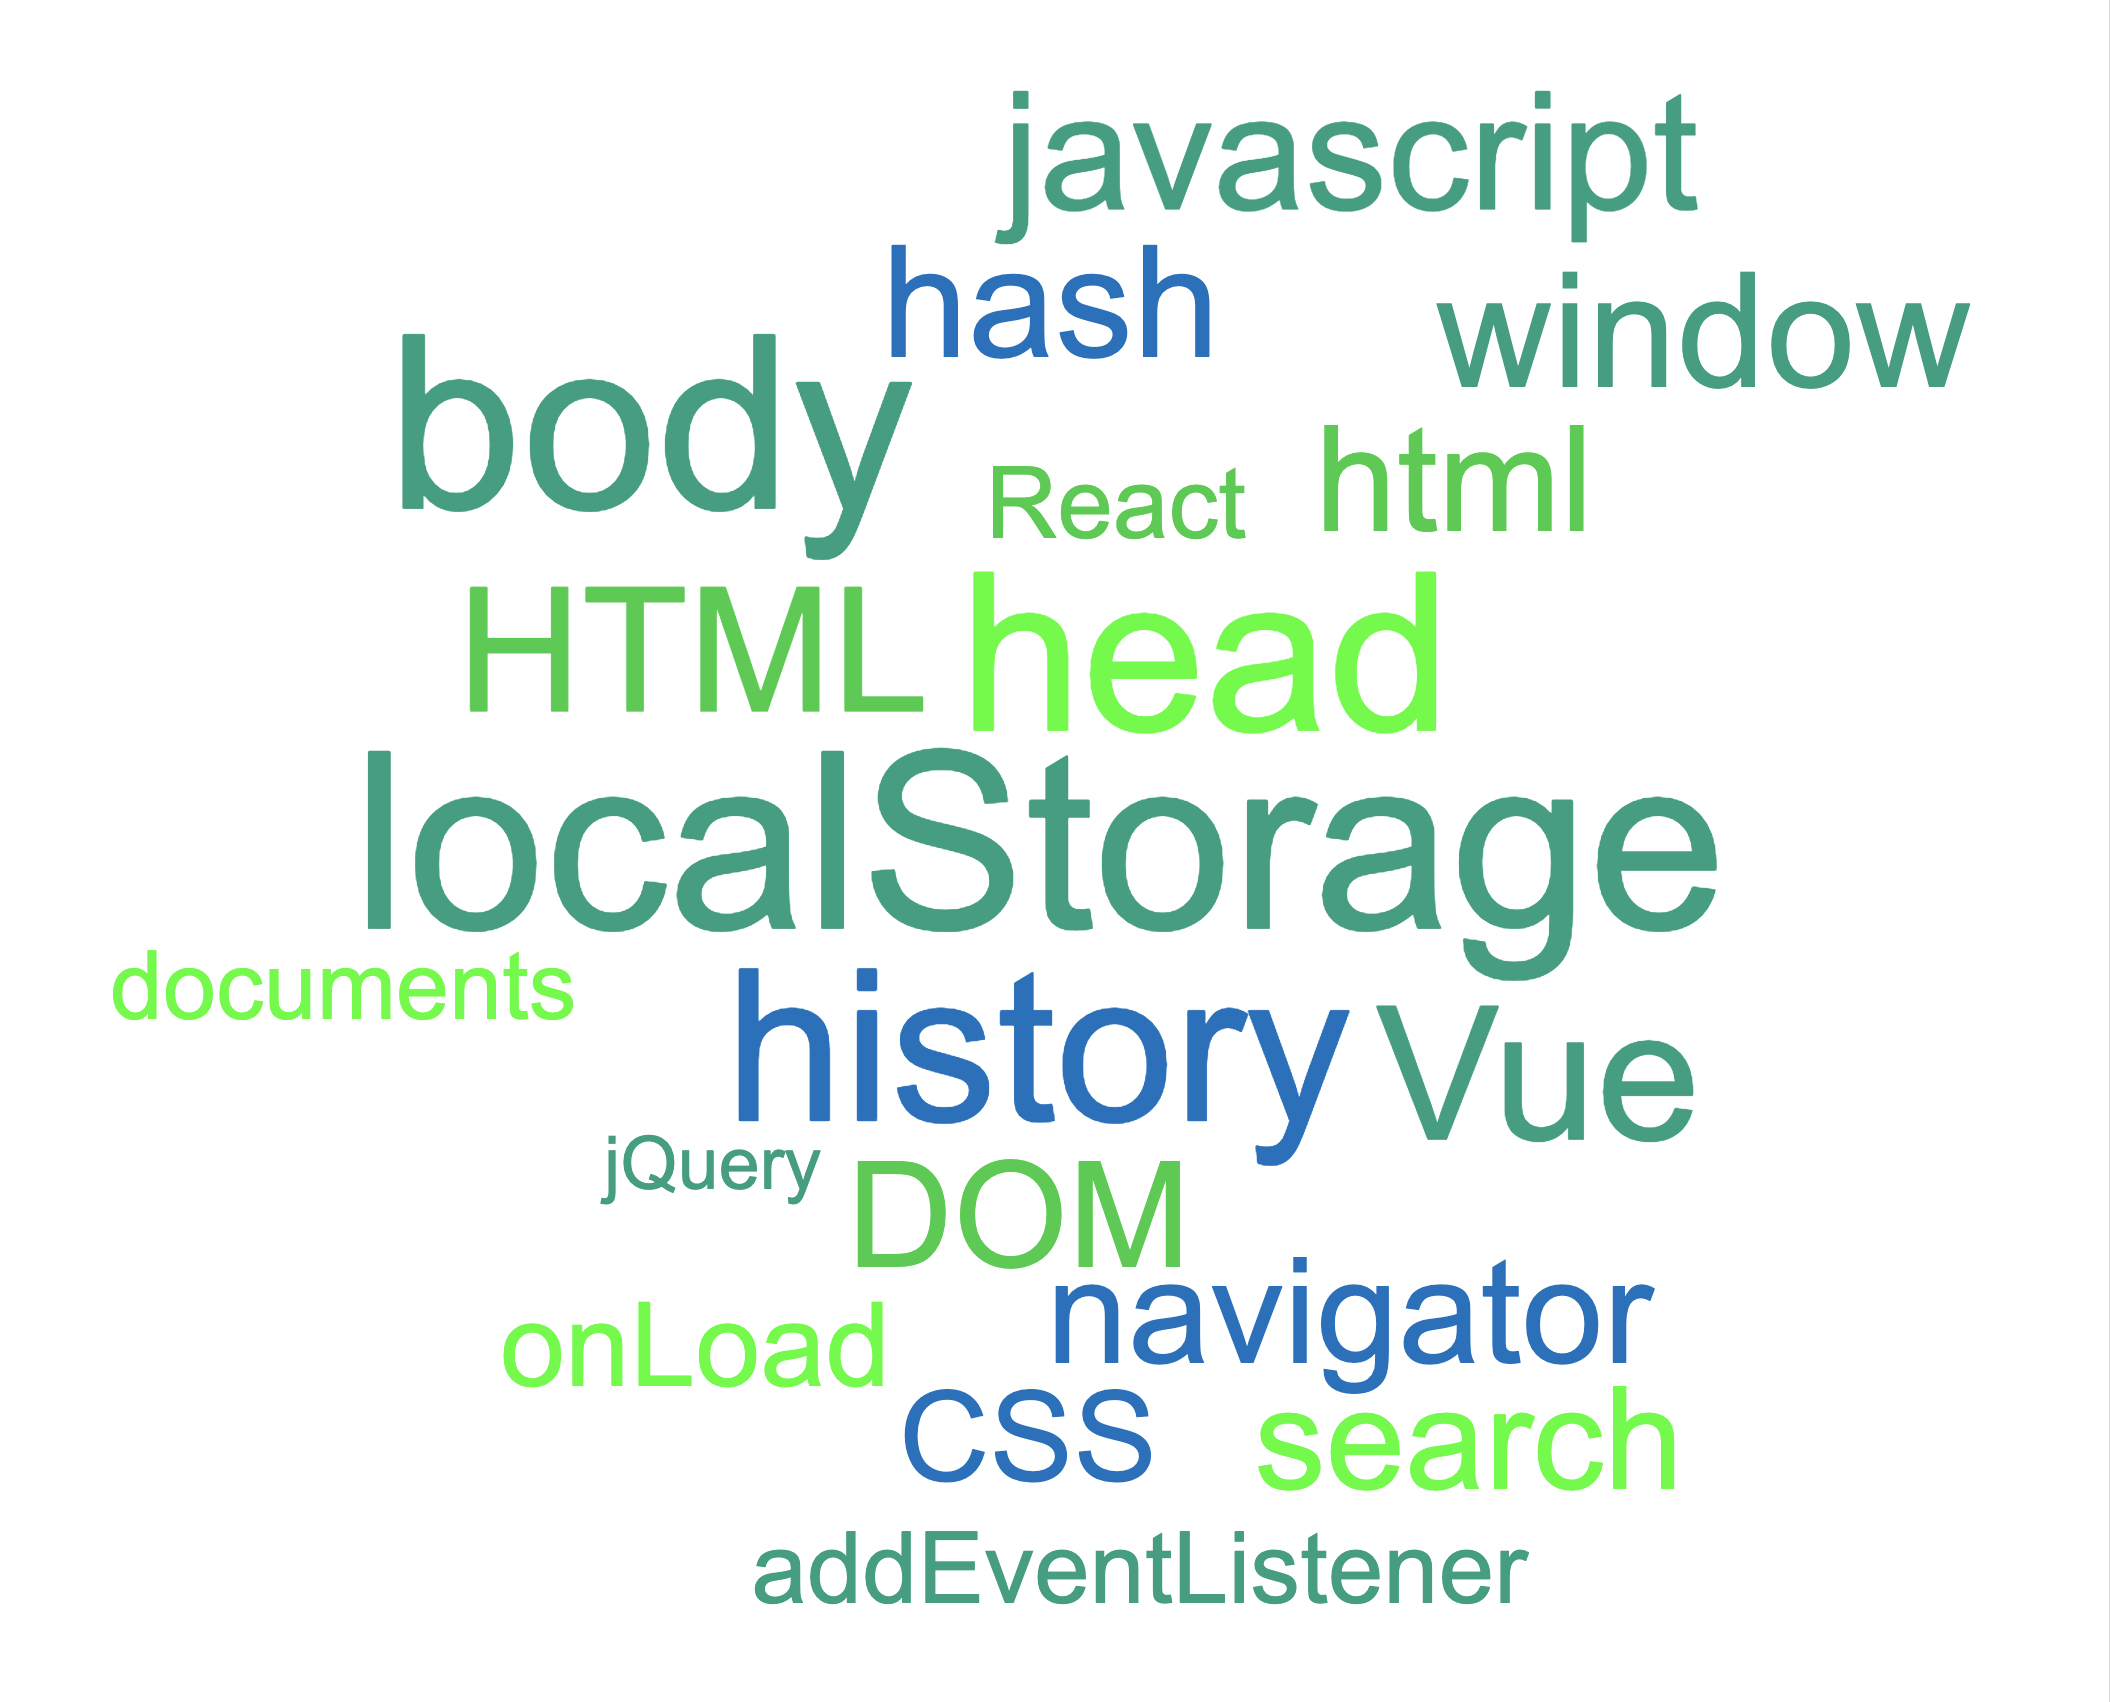 javascript
hash
window
body
React
html
HTML
head
localStorage
documents
history
Vue
jQuery
DOM
navigator
onLoad
CSS
search
addEventListener